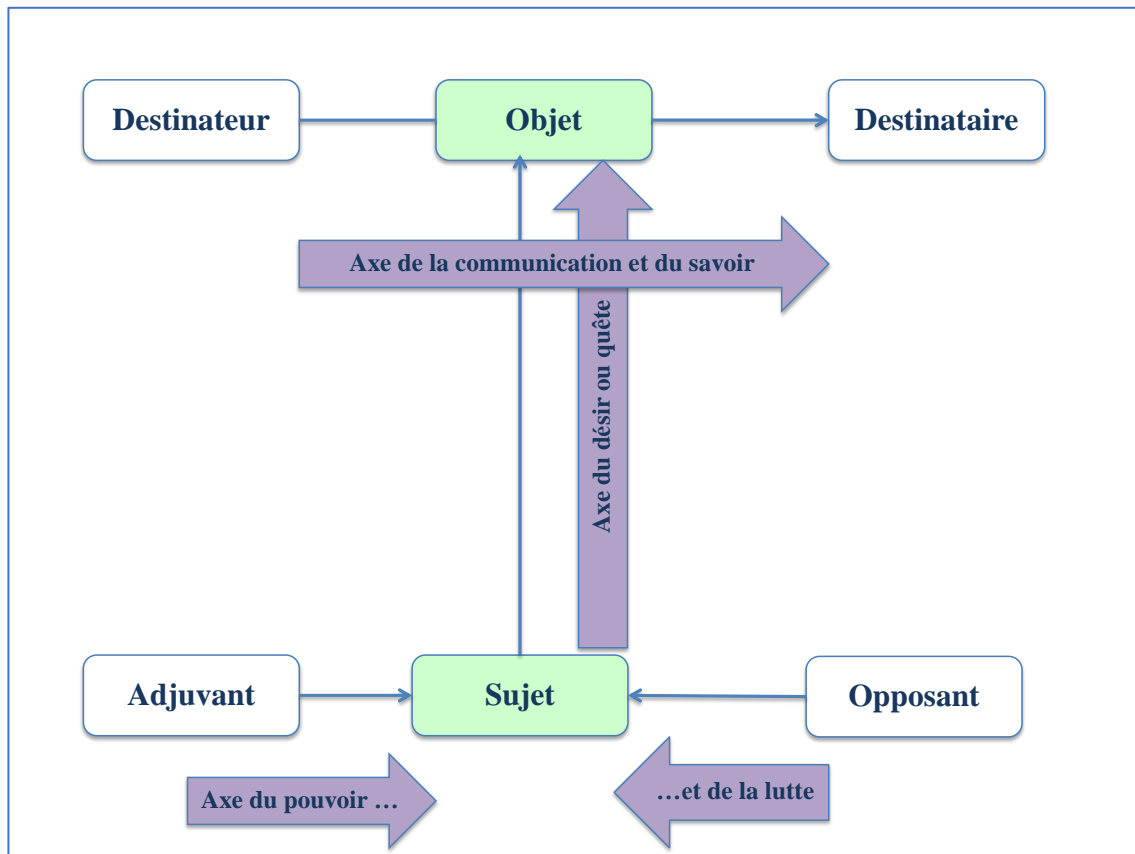 Destinateur
Objet
Destinataire
Axe de la communication et du savoir
Axe du désir ou quête
Adjuvant
Sujet
Opposant
Axe du pouvoir …
…et de la lutte